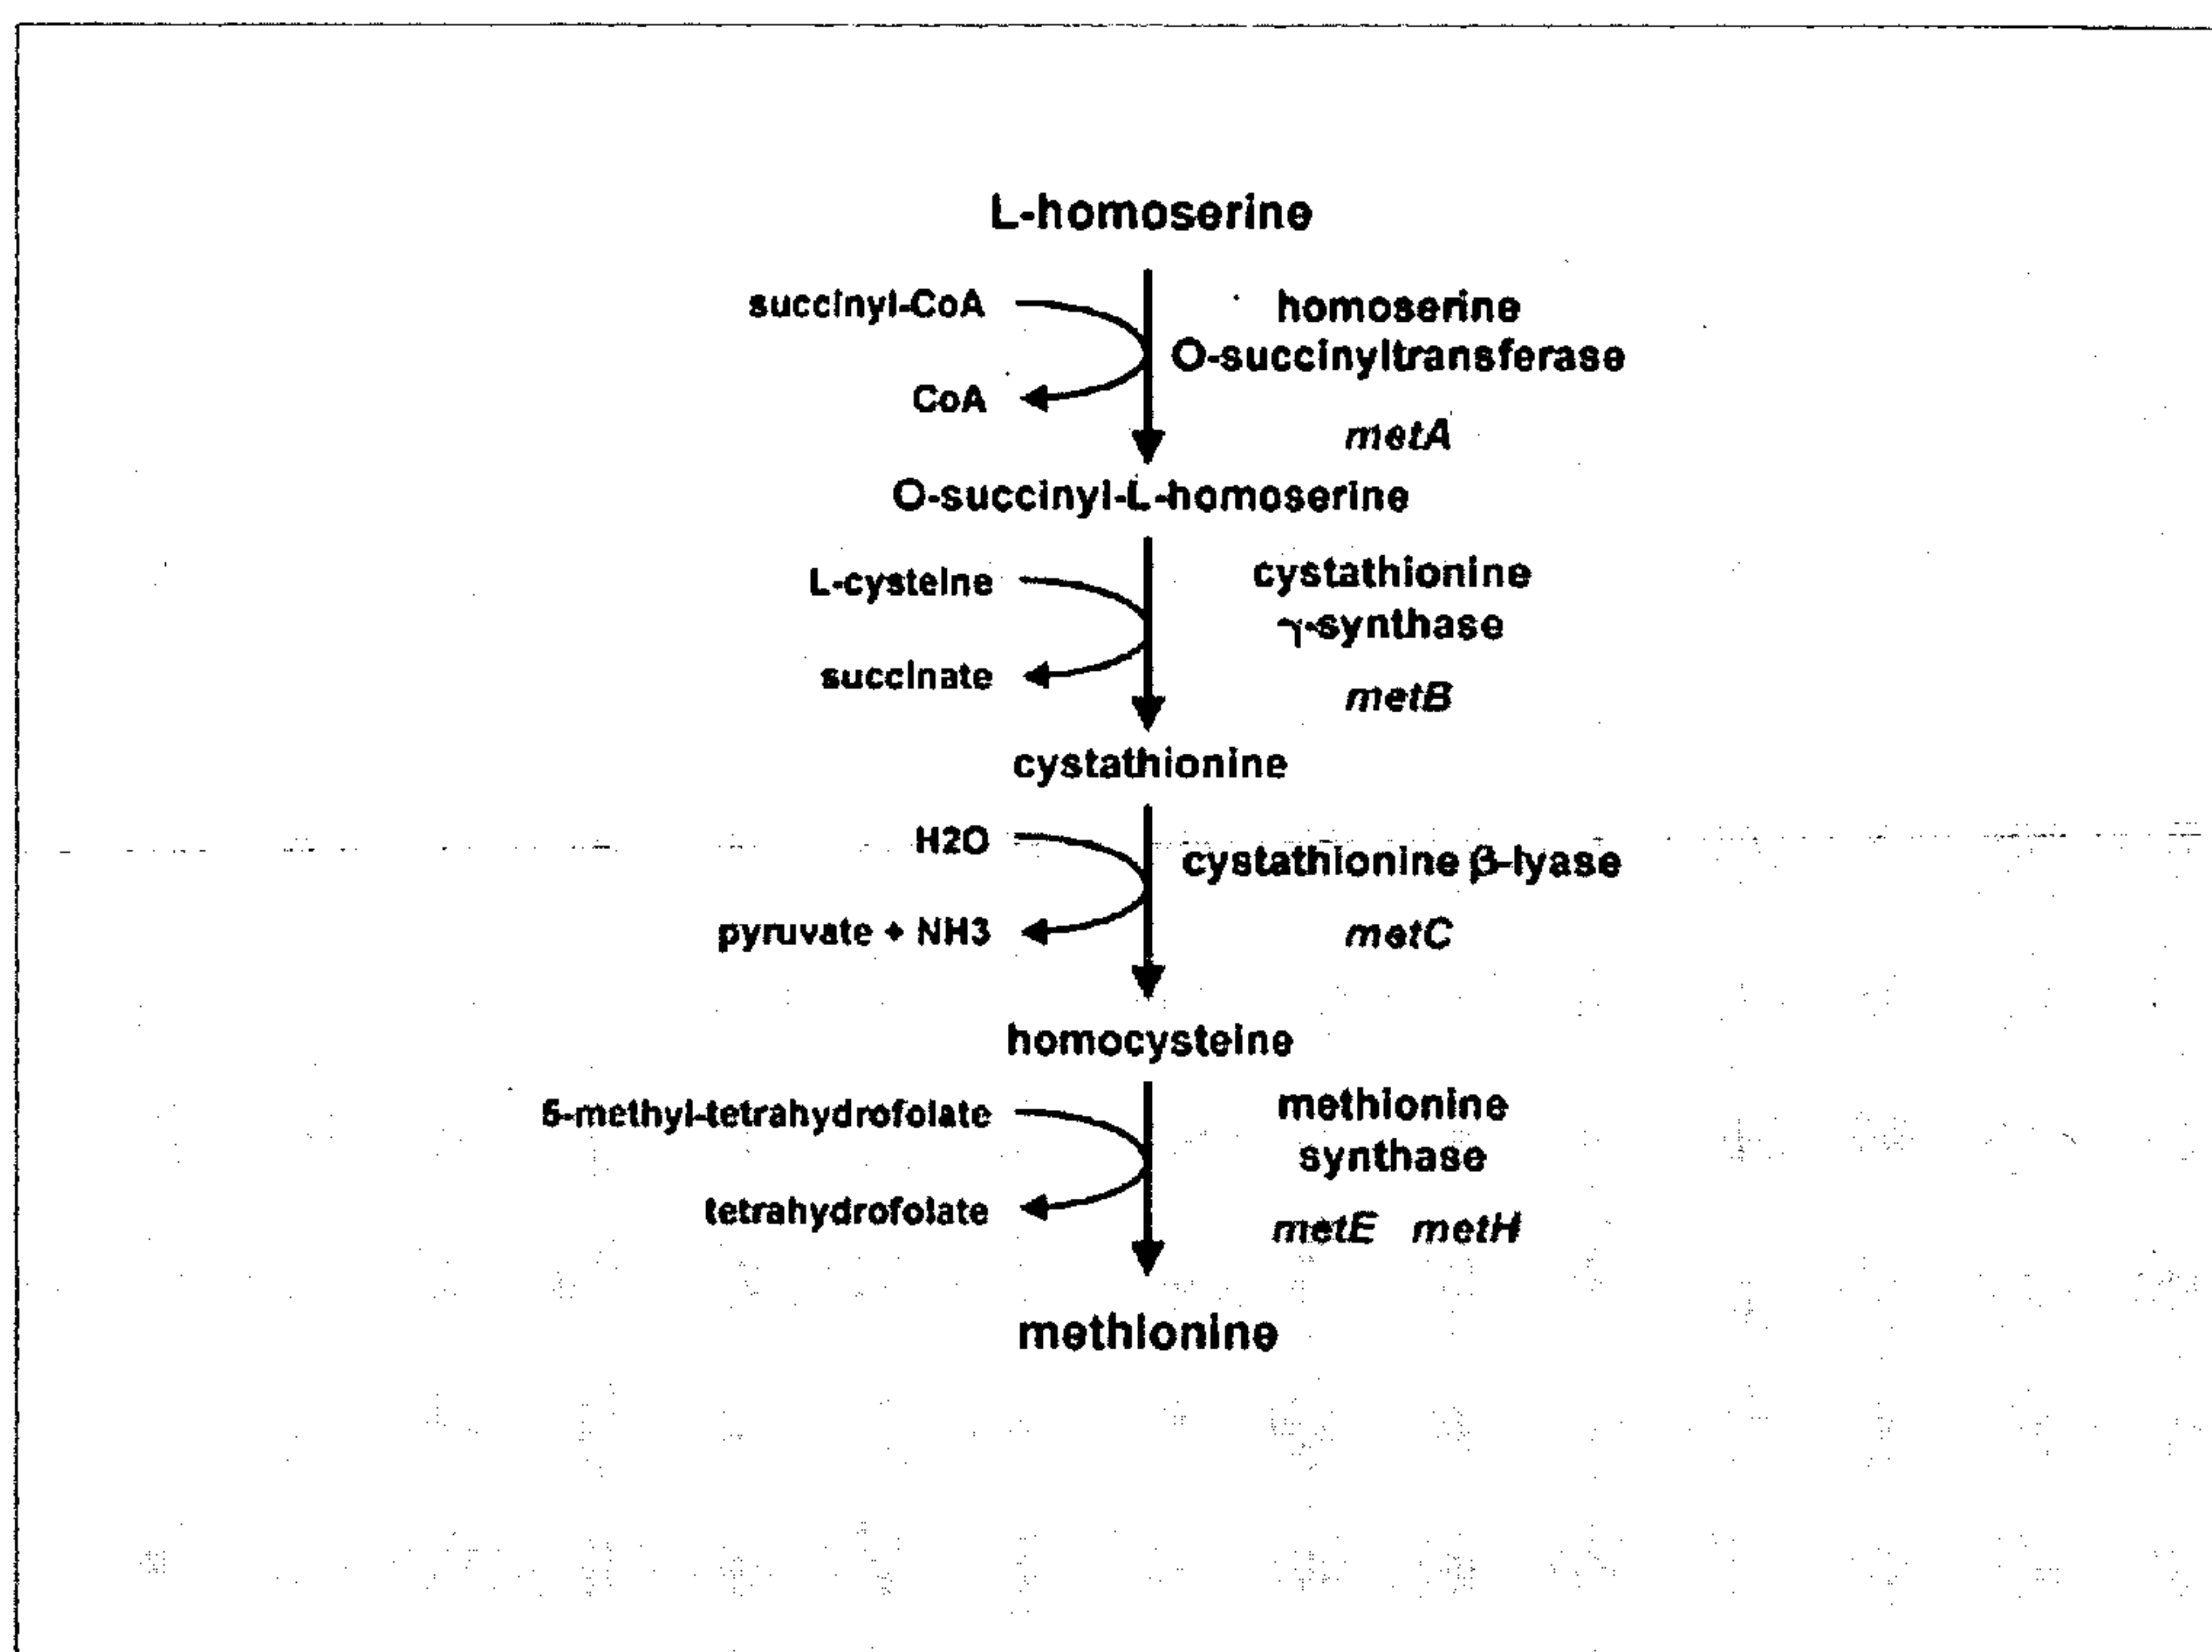 L-homoserine
succinyl-CoA
homoserine
O-succinyltransferase
CoA
metA
O-succinyl-L-homoserine
L-cysteine
cystathionine
γ-synthase
succinate
metB
cystathionine
H2O
cystathionine β-lyase
pyruvate + NH3
metC
homocysteine
5-methyl-tetrahydrofolate
methionine
synthase
tetrahydrofolate
metE metH
methionine